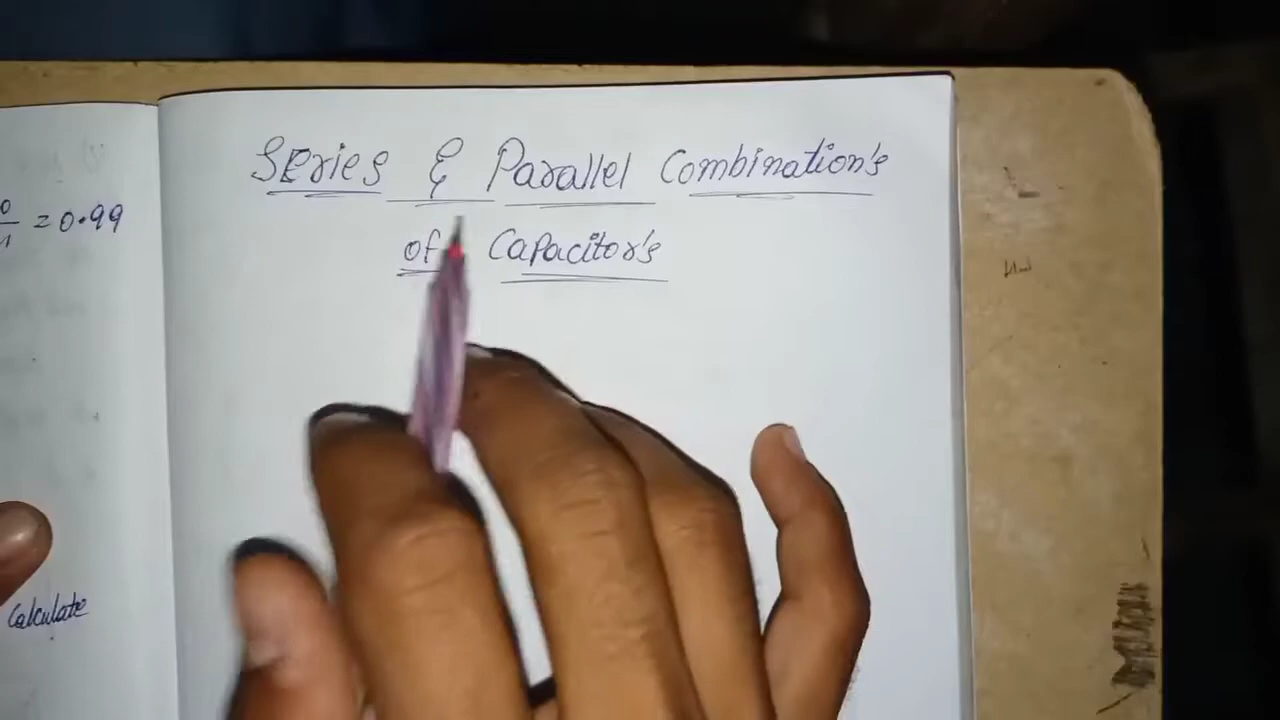 Series & Parallel Combination's
of Capacitor's
= 0.99
Calculate